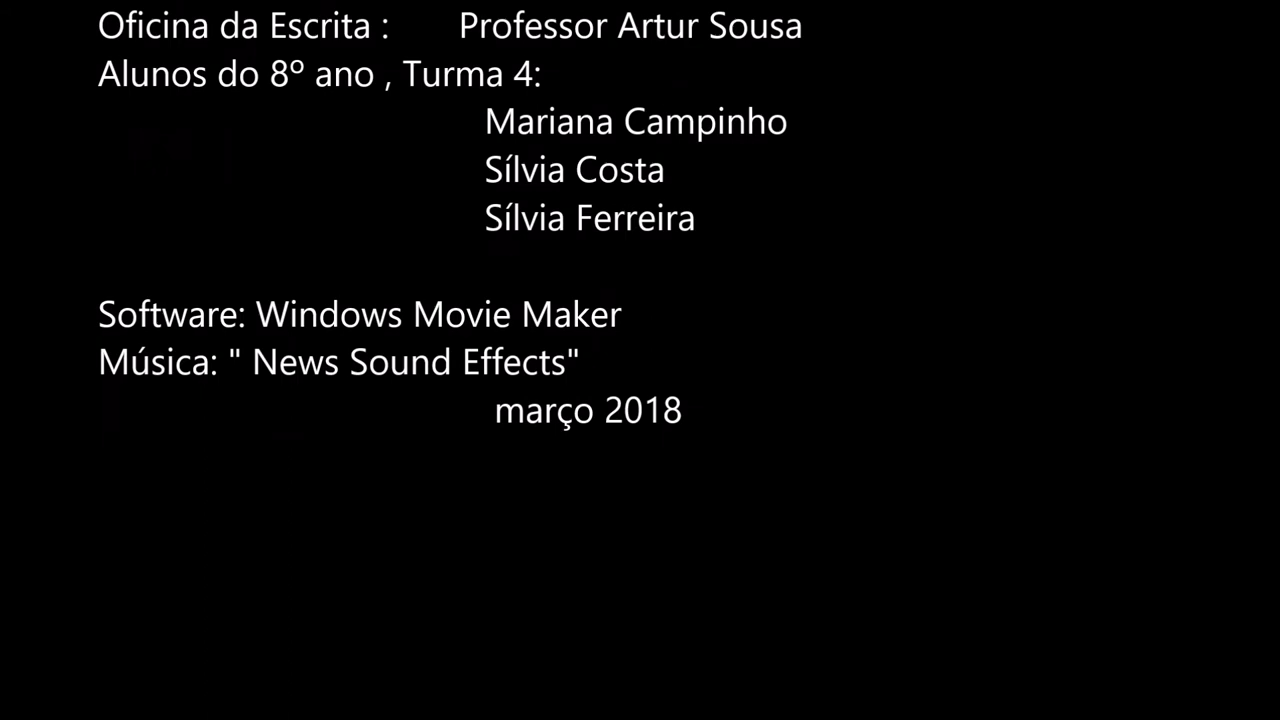 Oficina da Escrita : Professor Artur Sousa
Alunos do 8º ano , Turma 4:
Mariana Campinho
Sílvia Costa
Sílvia Ferreira
Software: Windows Movie Maker
Música: " News Sound Effects"
março 2018